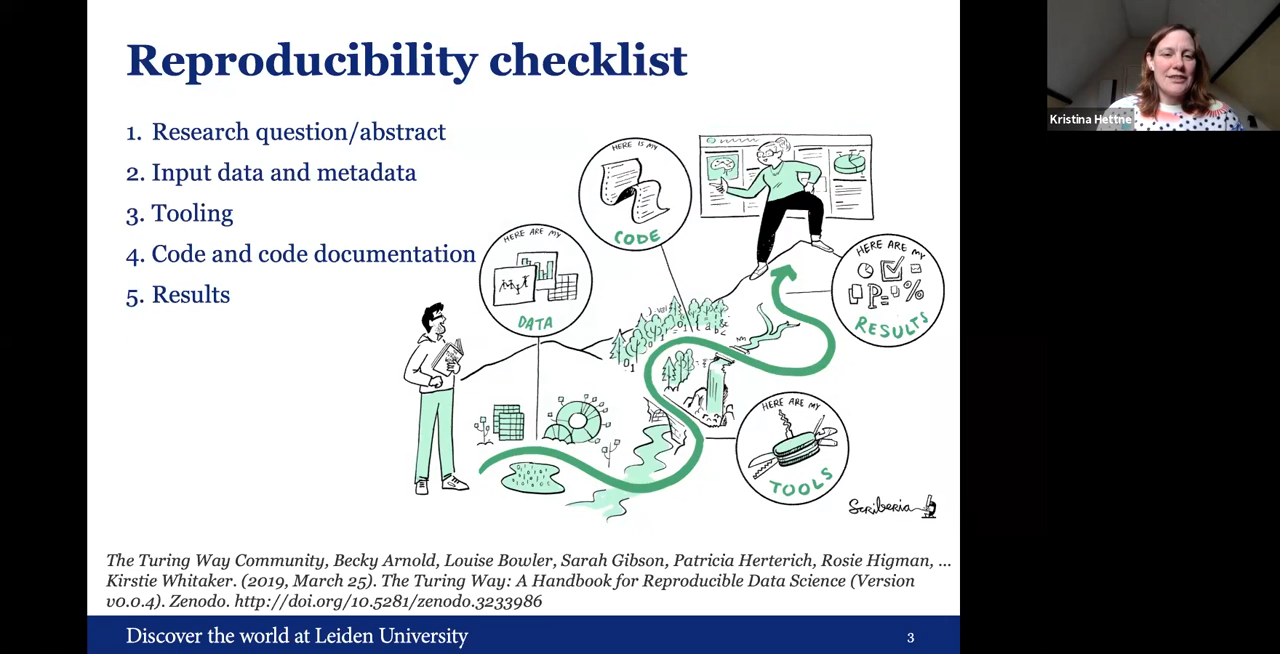 Reproducibility checklist
Kristina Hettne
1. Research question/abstract
2. Input data and metadata
3. Tooling
4. Code and code documentation
5. Results
HERE IS MY
CODE
HERE ARE MY
DATA
HERE ARE MY
P= %
RESULTS
HERE ARE MY
TOOLS
Scriberia
The Turing Way Community, Becky Arnold, Louise Bowler, Sarah Gibson, Patricia Herterich, Rosie Higman, ...
Kirstie Whitaker. (2019, March 25). The Turing Way: A Handbook for Reproducible Data Science (Version
v0.0.4). Zenodo. http://doi.org/10.5281/zenodo.3233986
Discover the world at Leiden University
3